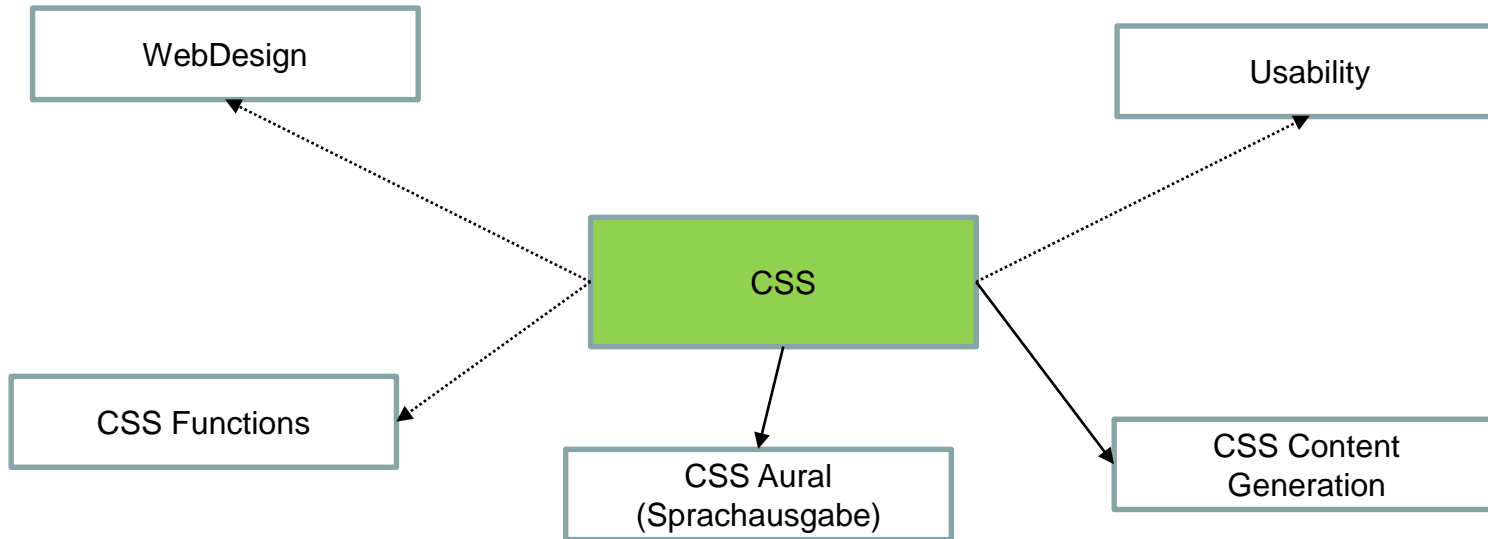 WebDesign
Usability
CSS
CSS Functions
CSS Aural
(Sprachausgabe)
CSS Content
Generation